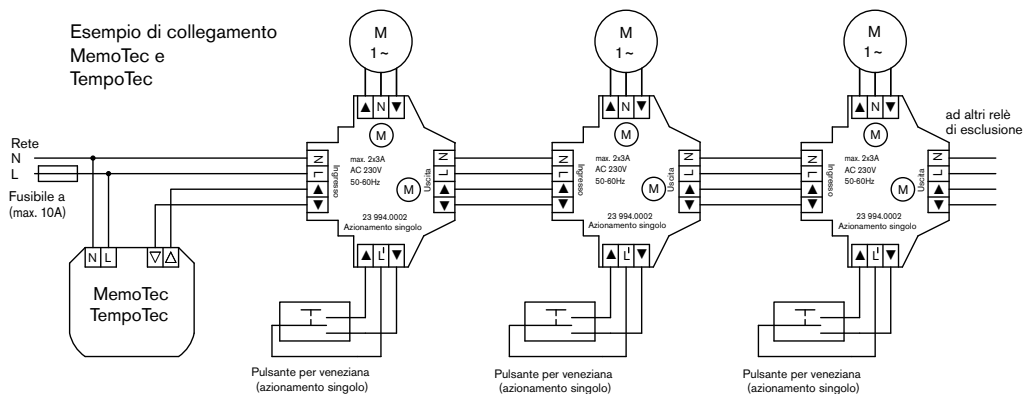 Esempio di collegamento
MemoTec e
TempoTec
Rete
N
L
Fusibile a
(max. 10A)
N L ▽ △
MemoTec
TempoTec
M
1~
▲ N ▼
M
max. 2x3A
AC 230V
50-60Hz
N
L
▲
▼
Ingresso
M
Uscita
N
L
▲
▼
23 994.0002
Azionamento singolo
▲ L' ▼
Pulsante per veneziana
(azionamento singolo)
M
1~
▲ N ▼
M
max. 2x3A
AC 230V
50-60Hz
N
L
▲
▼
Ingresso
M
Uscita
N
L
▲
▼
23 994.0002
Azionamento singolo
▲ L' ▼
Pulsante per veneziana
(azionamento singolo)
M
1~
▲ N ▼
M
max. 2x3A
AC 230V
50-60Hz
N
L
▲
▼
Ingresso
M
Uscita
N
L
▲
▼
23 994.0002
Azionamento singolo
▲ L' ▼
Pulsante per veneziana
(azionamento singolo)
ad altri relè
di esclusione